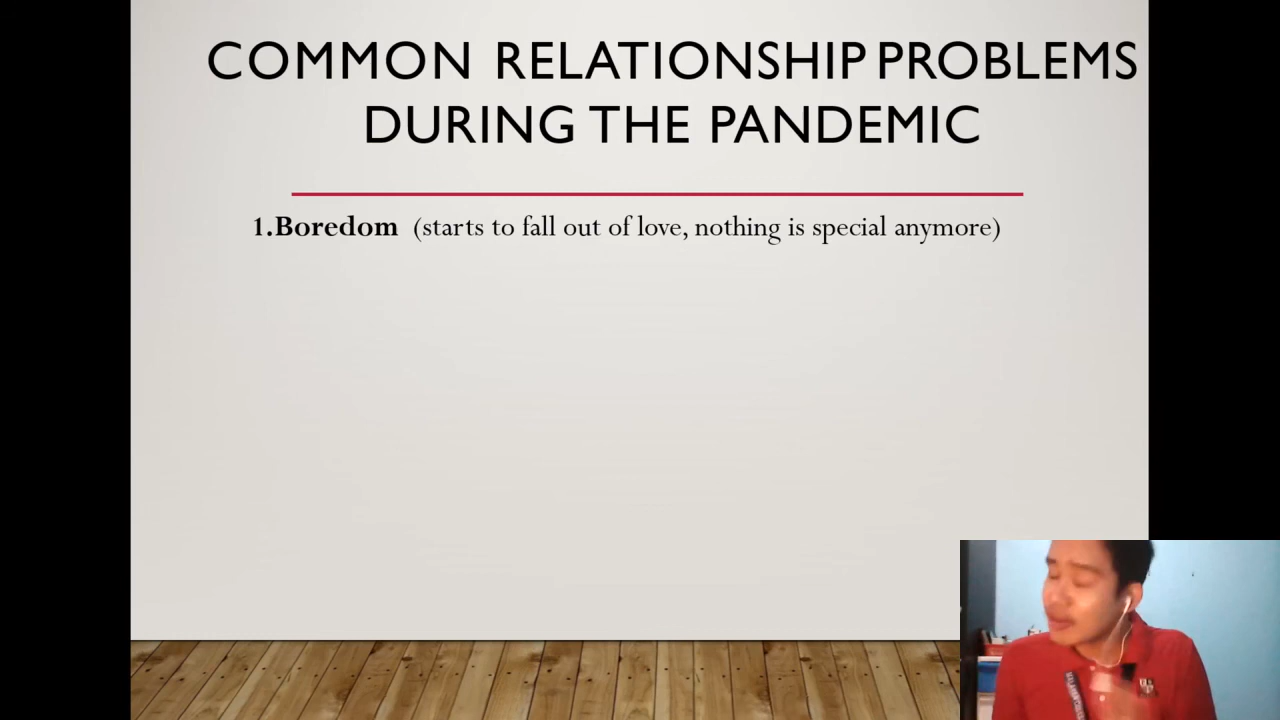 COMMON RELATIONSHIP PROBLEMS
DURING THE PANDEMIC
1.Boredom (starts to fall out of love, nothing is special anymore)